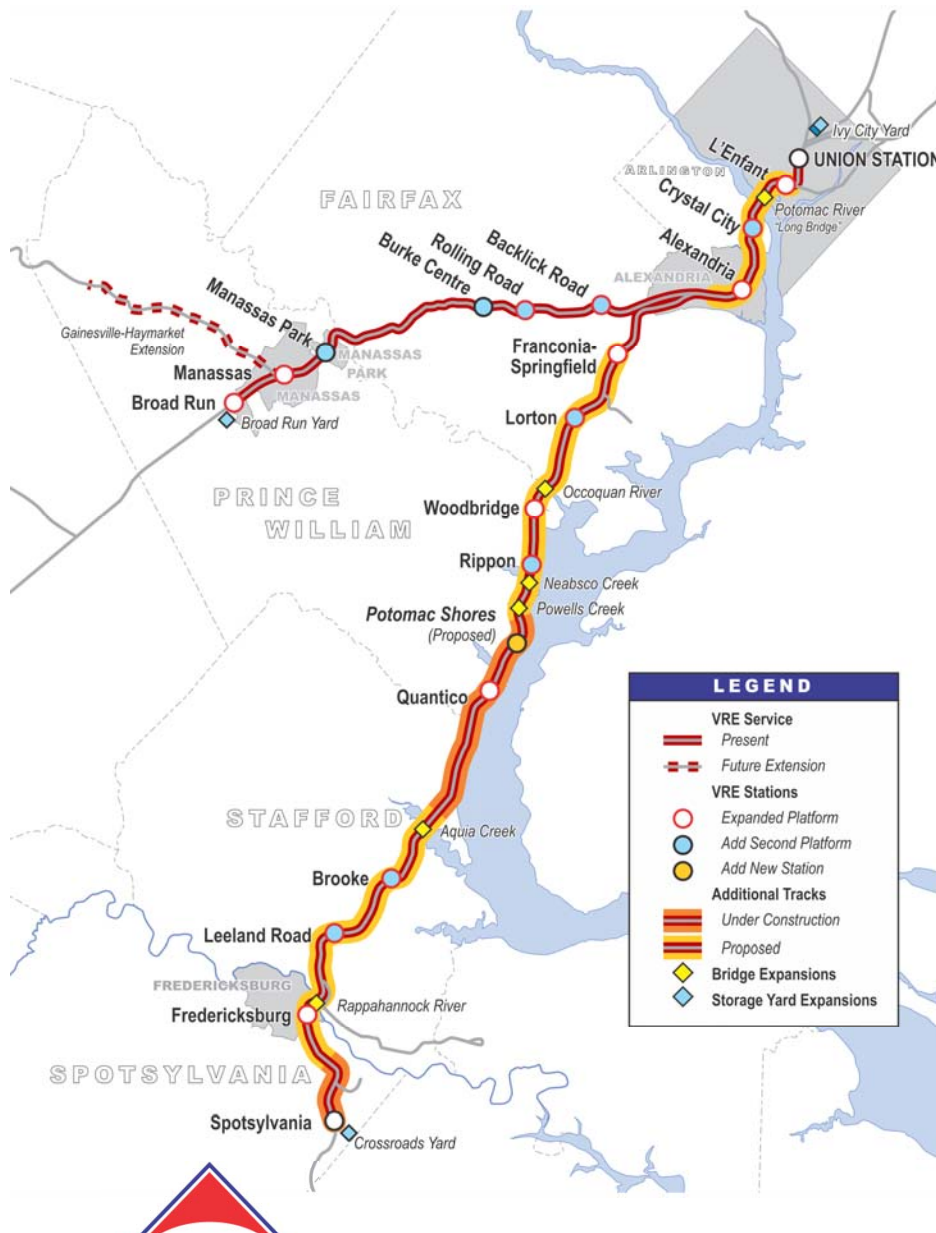 Ivy City Yard
UNION STATION
L'Enfant
ARLINGTON
Crystal City
Potomac River
"Long Bridge"
Alexandria
ALEXANDRIA
FAIRFAX
Backlick Road
Rolling Road
Burke Centre
Manassas Park
MANASSAS
PARK
Gainesville-Haymarket
Extension
Manassas
MANASSAS
Broad Run
Broad Run Yard
Franconia-
Springfield
Lorton
PRINCE
WILLIAM
Occoquan River
Woodbridge
Rippon
Neabsco Creek
Powells Creek
Potomac Shores
(Proposed)
Quantico
STAFFORD
Aquia Creek
Brooke
Leeland Road
FREDERICKSBURG
Rappahannock River
Fredericksburg
SPOTSYLVANIA
Spotsylvania
Crossroads Yard
LEGEND
VRE Service
Present
Future Extension
VRE Stations
Expanded Platform
Add Second Platform
Add New Station
Additional Tracks
Under Construction
Proposed
Bridge Expansions
Storage Yard Expansions